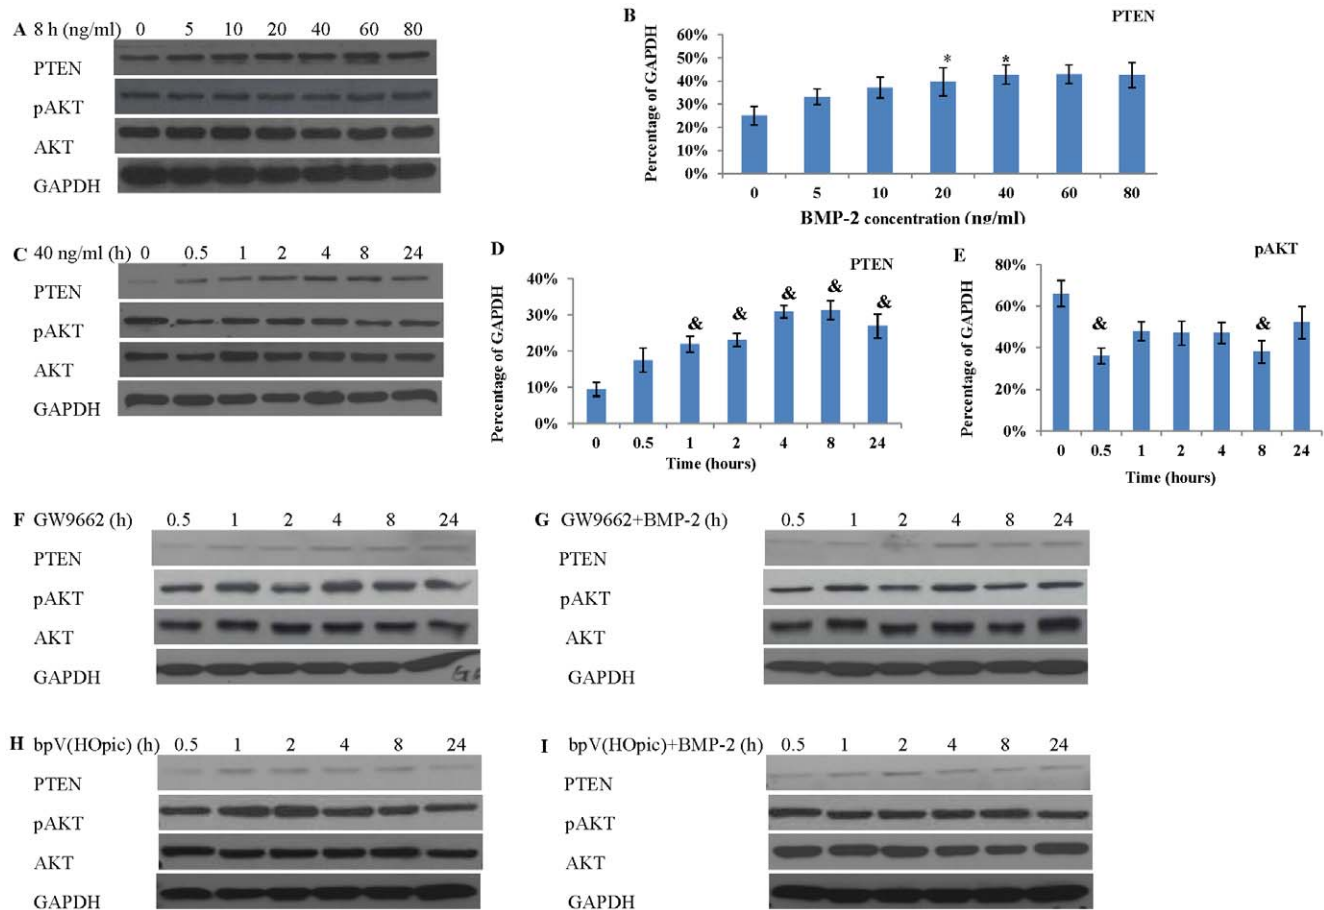 A 8 h (ng/ml) 0 5 10 20 40 60 80
PTEN
pAKT
AKT
GAPDH
B
PTEN
Percentage of GAPDH
60%
50%
40%
30%
20%
10%
0%
* *
0 5 10 20 40 60 80
BMP-2 concentration (ng/ml)
C 40 ng/ml (h) 0 0.5 1 2 4 8 24
PTEN
pAKT
AKT
GAPDH
D
PTEN
Percentage of GAPDH
40%
30%
20%
10%
0%
& & & & &
0 0.5 1 2 4 8 24
Time (hours)
E
pAKT
Percentage of GAPDH
80%
60%
40%
20%
0%
& &
0 0.5 1 2 4 8 24
Time (hours)
F GW9662 (h) 0.5 1 2 4 8 24
PTEN
pAKT
AKT
GAPDH
G GW9662+BMP-2 (h) 0.5 1 2 4 8 24
PTEN
pAKT
AKT
GAPDH
H bpV(HOpic) (h) 0.5 1 2 4 8 24
PTEN
pAKT
AKT
GAPDH
I bpV(HOpic)+BMP-2 (h) 0.5 1 2 4 8 24
PTEN
pAKT
AKT
GAPDH